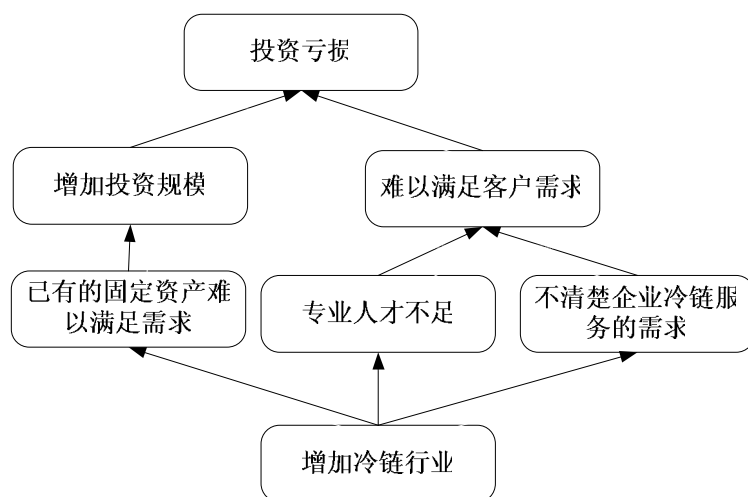 投资亏损
增加投资规模
难以满足客户需求
已有的固定资产难
以满足需求
专业人才不足
不清楚企业冷链服
务的需求
增加冷链行业